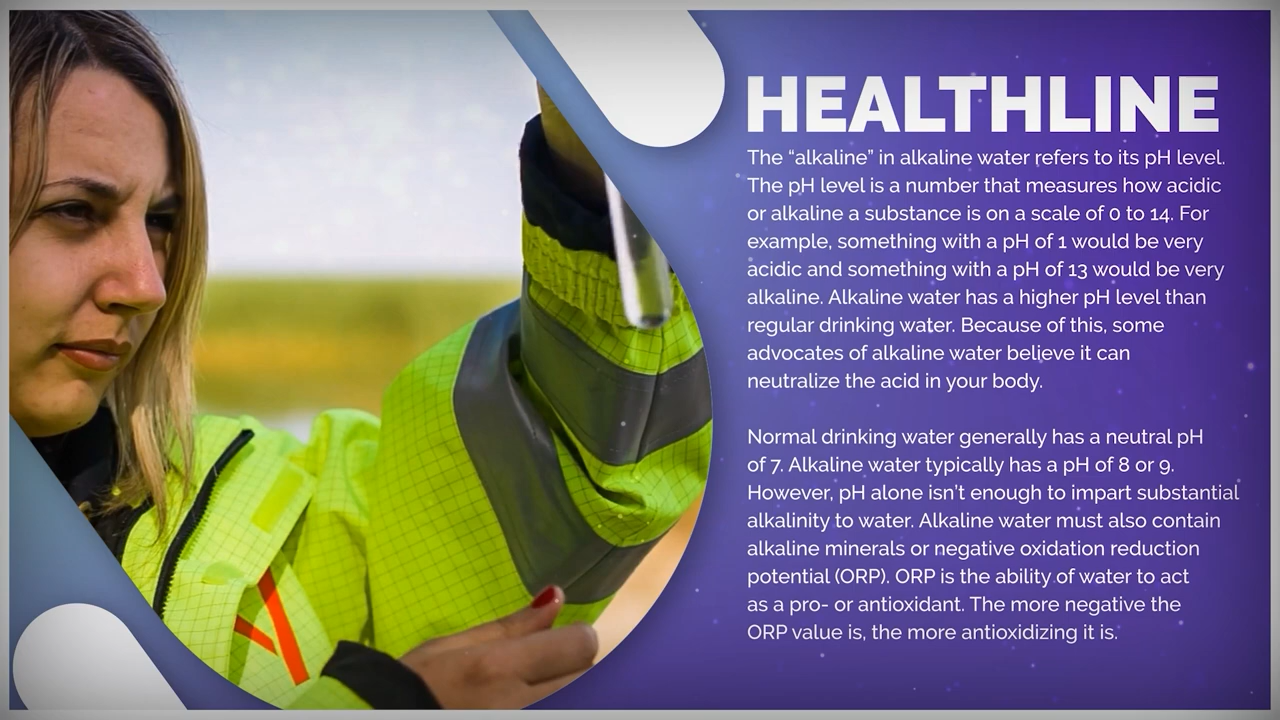 HEALTHLINE
The “alkaline” in alkaline water refers to its pH level.
The pH level is a number that measures how acidic
or alkaline a substance is on a scale of 0 to 14. For
example, something with a pH of 1 would be very
acidic and something with a pH of 13 would be very
alkaline. Alkaline water has a higher pH level than
regular drinking water. Because of this, some
advocates of alkaline water believe it can
neutralize the acid in your body.
Normal drinking water generally has a neutral pH
of 7. Alkaline water typically has a pH of 8 or 9.
However, pH alone isn’t enough to impart substantial
alkalinity to water. Alkaline water must also contain
alkaline minerals or negative oxidation reduction
potential (ORP). ORP is the ability of water to act
as a pro- or antioxidant. The more negative the
ORP value is, the more antioxidizing it is.